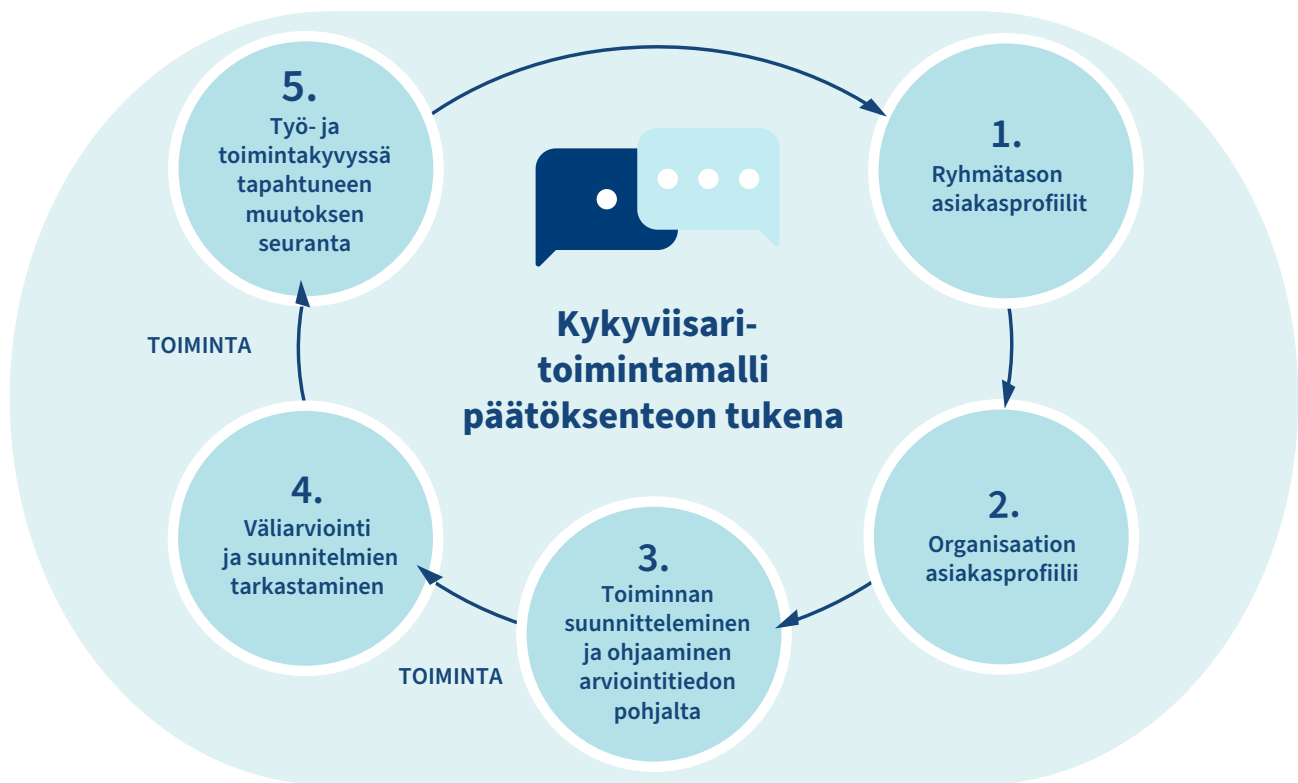 Kykyviisari-
toimintamalli
päätöksenteon tukena
1.
Ryhmätason
asiakasprofiilit
2.
Organisaation
asiakasprofiilii
3.
Toiminnan
suunnitteleminen
ja ohjaaminen
arviointitiedon
pohjalta
TOIMINTA
4.
Väliarviointi
ja suunnitelmien
tarkastaminen
TOIMINTA
5.
Työ- ja
toimintakyvyssä
tapahtuneen
muutoksen
seuranta